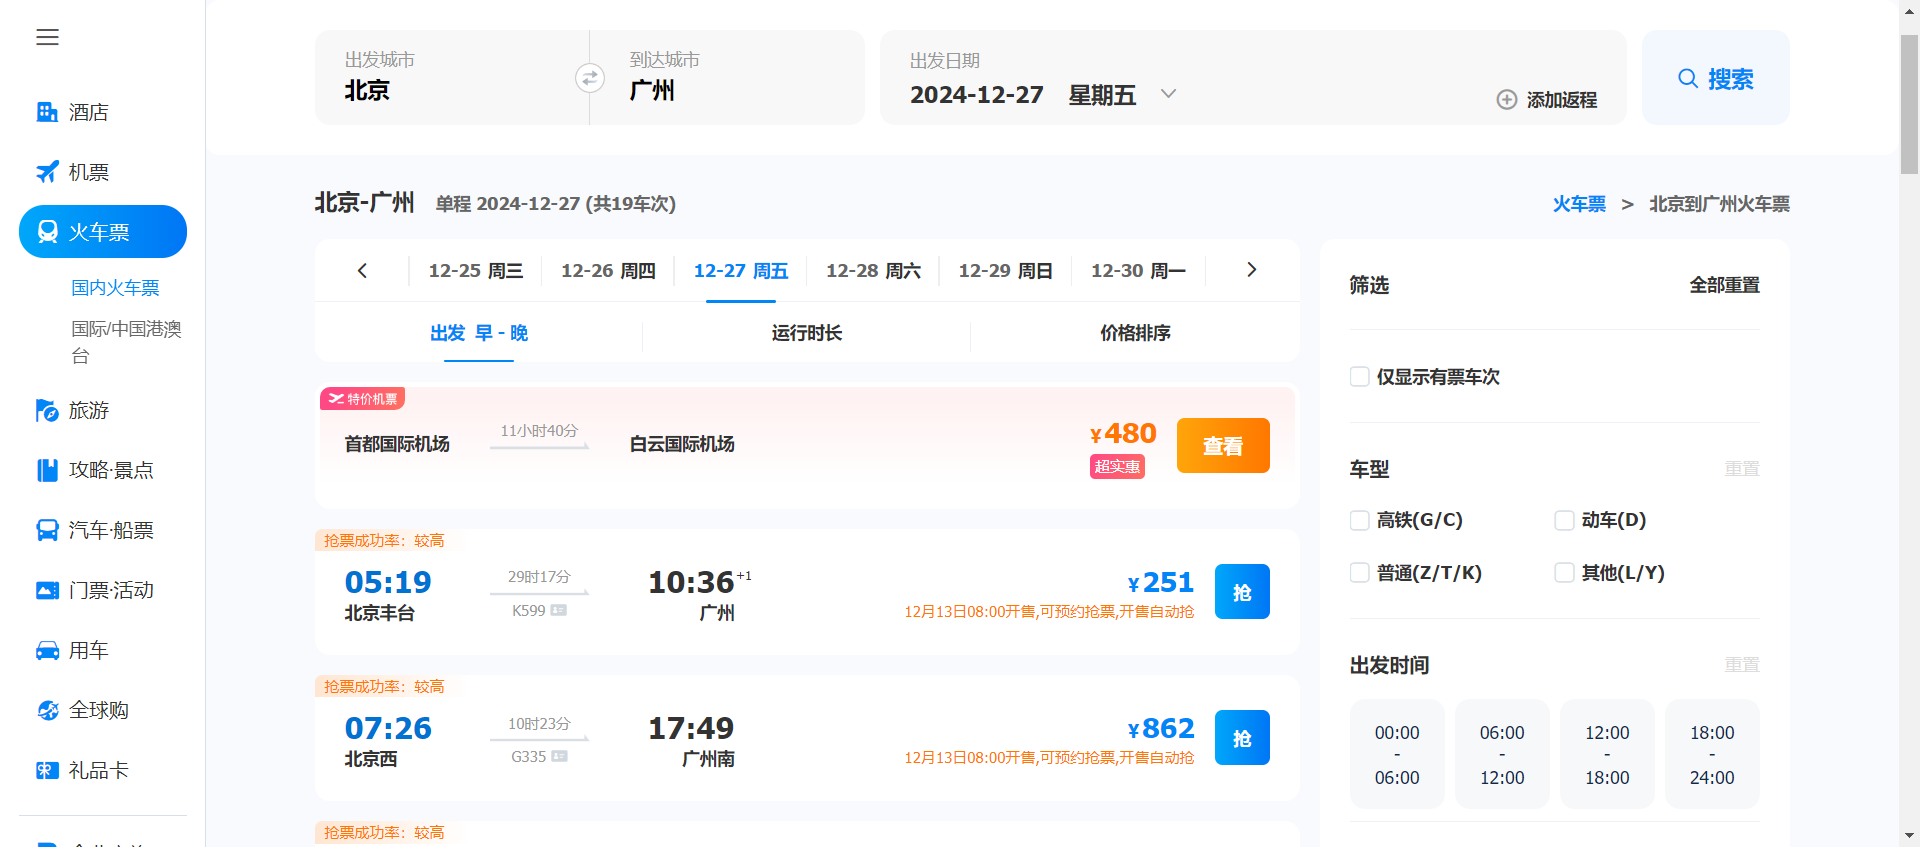 酒店
机票
火车票
国内火车票
国际/中国港澳
台
旅游
攻略·景点
汽车·船票
门票·活动
用车
全球购
礼品卡
出发城市
北京
到达城市
广州
出发日期
2024-12-27 星期五
添加返程
搜索
北京-广州 单程 2024-12-27 (共19车次)
火车票 > 北京到广州火车票
12-25 周三 12-26 周四 12-27 周五 12-28 周六 12-29 周日 12-30 周一
出发 早 - 晚 运行时长 价格排序
特价机票
首都国际机场
11小时40分
白云国际机场
¥480
超实惠
查看
抢票成功率：较高
05:19
北京丰台
29时17分
K599
10:36+1
广州
¥251
12月13日08:00开售,可预约抢票,开售自动抢
抢
抢票成功率：较高
07:26
北京西
10时23分
G335
17:49
广州南
¥862
12月13日08:00开售,可预约抢票,开售自动抢
抢
抢票成功率：较高
筛选 全部重置
仅显示有票车次
车型 重置
高铁(G/C) 动车(D)
普通(Z/T/K) 其他(L/Y)
出发时间 重置
00:00 06:00 12:00 18:00
- - - -
06:00 12:00 18:00 24:00